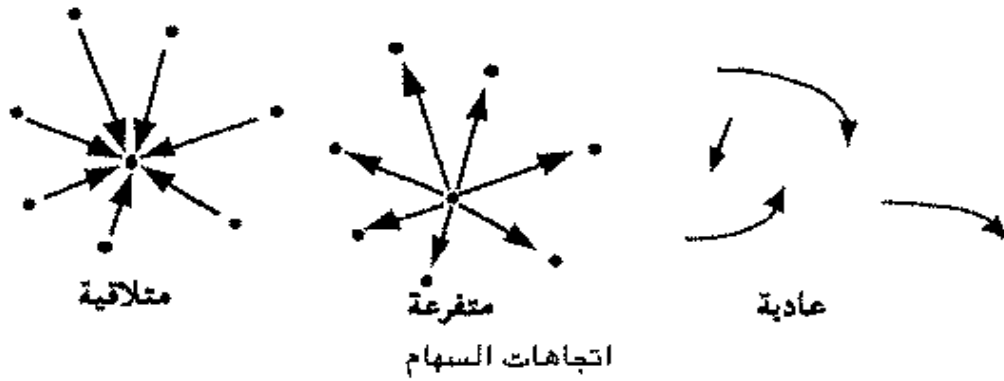 عادية
متفرعة
متلاقية
اتجاهات السهام